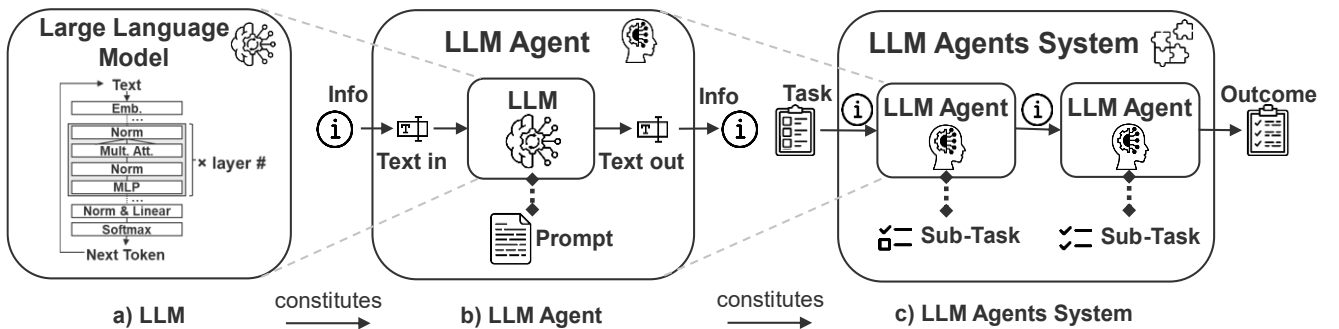 Large Language
Model
Text
Emb.
...
Norm
Mult. Att.
Norm
MLP
× layer #
...
Norm & Linear
Softmax
Next Token
a) LLM
constitutes
LLM Agent
Info
i
T
Text in
LLM
Prompt
T
Text out
Info
i
b) LLM Agent
constitutes
LLM Agents System
Task
i
LLM Agent
Sub-Task
i
LLM Agent
Sub-Task
Outcome
c) LLM Agents System